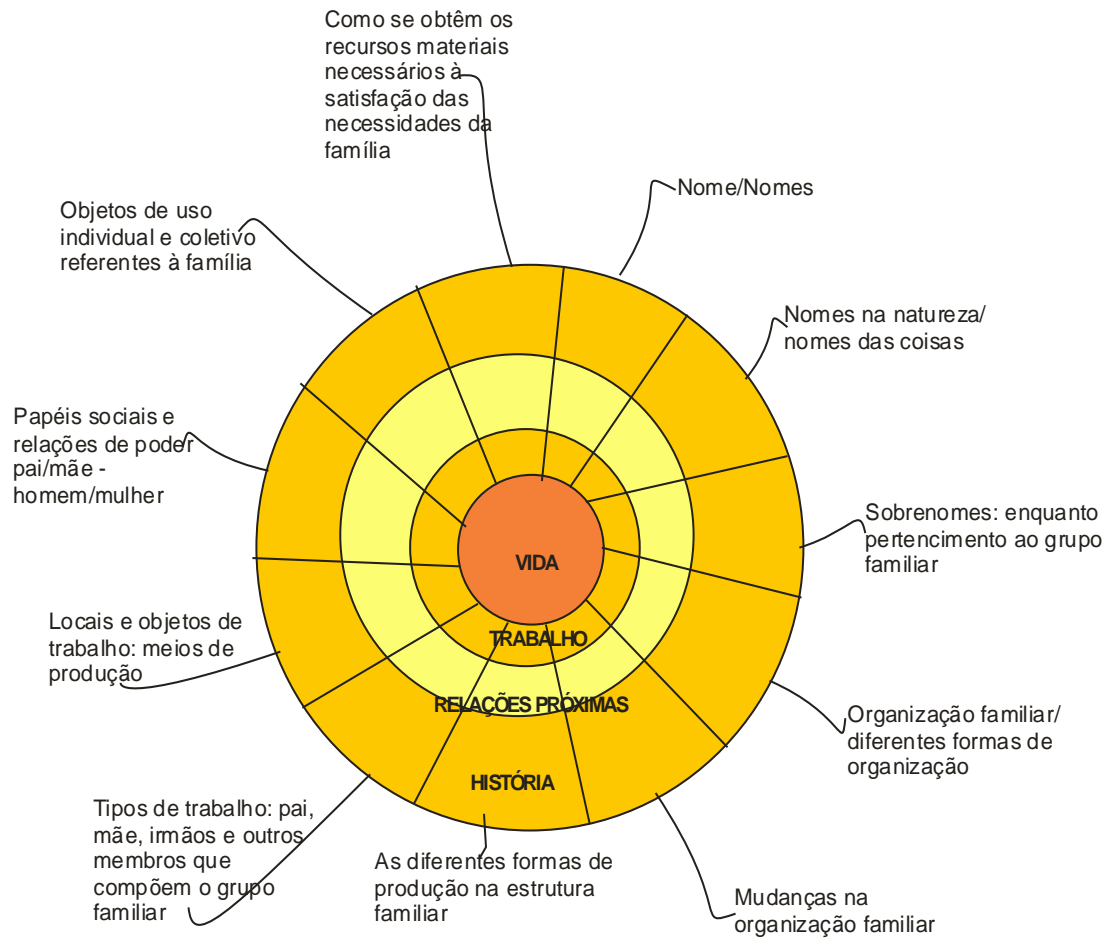 Como se obtêm os
recursos materiais
necessários à
satisfação das
necessidades da
família
Nome/Nomes
Objetos de uso
individual e coletivo
referentes à família
Nomes na natureza/
nomes das coisas
Papéis sociais e
relações de poder
pai/mãe -
homem/mulher
Sobrenomes: enquanto
pertencimento ao grupo
familiar
VIDA
Locais e objetos de
trabalho: meios de
produção
TRABALHO
RELAÇÕES PRÓXIMAS
Organização familiar/
diferentes formas de
organização
HISTÓRIA
Tipos de trabalho: pai,
mãe, irmãos e outros
membros que
compõem o grupo
familiar
As diferentes formas de
produção na estrutura
familiar
Mudanças na
organização familiar